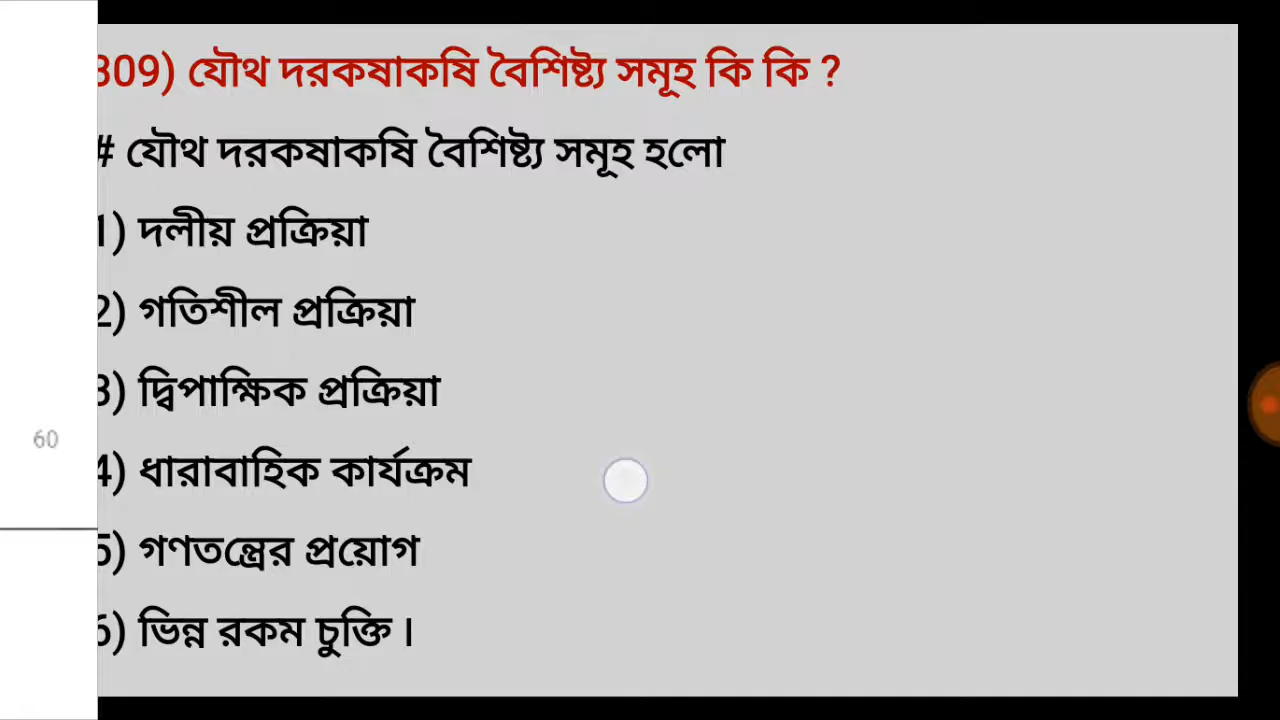 309) যৌথ দরকষাকষি বৈশিষ্ট্য সমূহ কি কি ?
# যৌথ দরকষাকষি বৈশিষ্ট্য সমূহ হলো
1) দলীয় প্রক্রিয়া
2) গতিশীল প্রক্রিয়া
3) দ্বিপাক্ষিক প্রক্রিয়া
60
4) ধারাবাহিক কার্যক্রম
5) গণতন্ত্রের প্রয়োগ
6) ভিন্ন রকম চুক্তি।